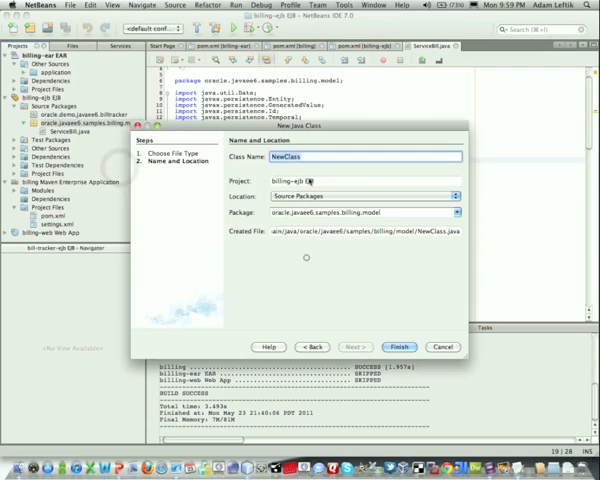 NetBeans File Edit View Navigate Source Refactor Run Debug Profile Team Tools Window Help (73%) Mon 9:59 PM Adam Leftik
billing-ejb EJB - NetBeans IDE 7.0
<default conf...
Search (⌘+I)
Projects Files Services
Start Page pom.xml [billing-ear] pom.xml [billing] pom.xml [billing-ejb] ServiceBill.java
billing-ear EAR
Other Sources
application
Dependencies
Project Files
billing-ejb EJB
Source Packages
oracle.demo.javaee6.billtracker
oracle.javaee6.samples.billing.m
ServiceBill.java
Test Packages
Other Sources
Dependencies
Test Dependencies
Project Files
billing Maven Enterprise Application
Modules
Dependencies
Project Files
pom.xml
settings.xml
billing-web Web App
bill-tracker-ejb EJB - Navigator
<No View Available>
package oracle.javaee6.samples.billing.model;
import java.util.Date;
import javax.persistence.Entity;
import javax.persistence.GeneratedValue;
import javax.persistence.Id;
import javax.persistence.Temporal;
New Java Class
Steps
1. Choose File Type
2. Name and Location
Name and Location
Class Name: NewClass
Project: billing-ejb EJB
Location: Source Packages
Package: oracle.javaee6.samples.billing.model
Created File: ain/java/oracle/javaee6/samples/billing/model/NewClass.java
Help < Back Next > Finish Cancel
Tasks
billing ........ SUCCESS [1.957s]
billing-ear EAR ........ SKIPPED
billing-web Web App ........ SKIPPED
BUILD SUCCESS
Total time: 3.493s
Finished at: Mon May 23 21:40:06 PDT 2011
Final Memory: 7M/81M
19 | 28 INS